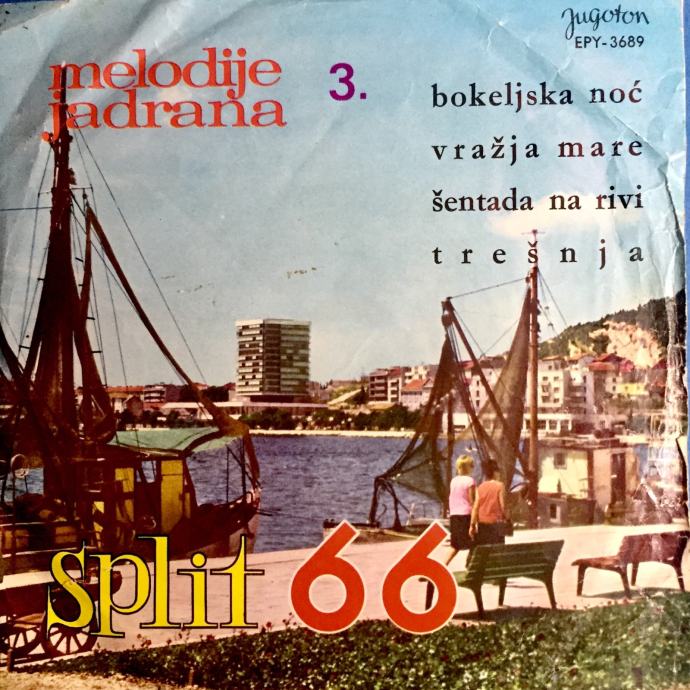 Jugoton
EPY-3689
melodije
jadrana
3.
bokeljska noć
vražja mare
šentada na rivi
trešnja
split 66